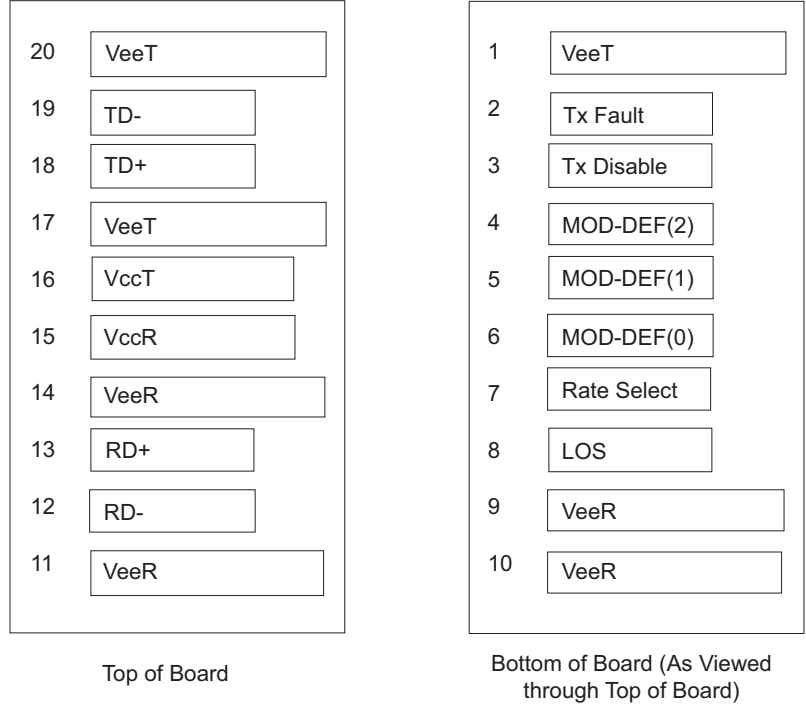 20 VeeT
19 TD-
18 TD+
17 VeeT
16 VccT
15 VccR
14 VeeR
13 RD+
12 RD-
11 VeeR
Top of Board
1 VeeT
2 Tx Fault
3 Tx Disable
4 MOD-DEF(2)
5 MOD-DEF(1)
6 MOD-DEF(0)
7 Rate Select
8 LOS
9 VeeR
10 VeeR
Bottom of Board (As Viewed
through Top of Board)